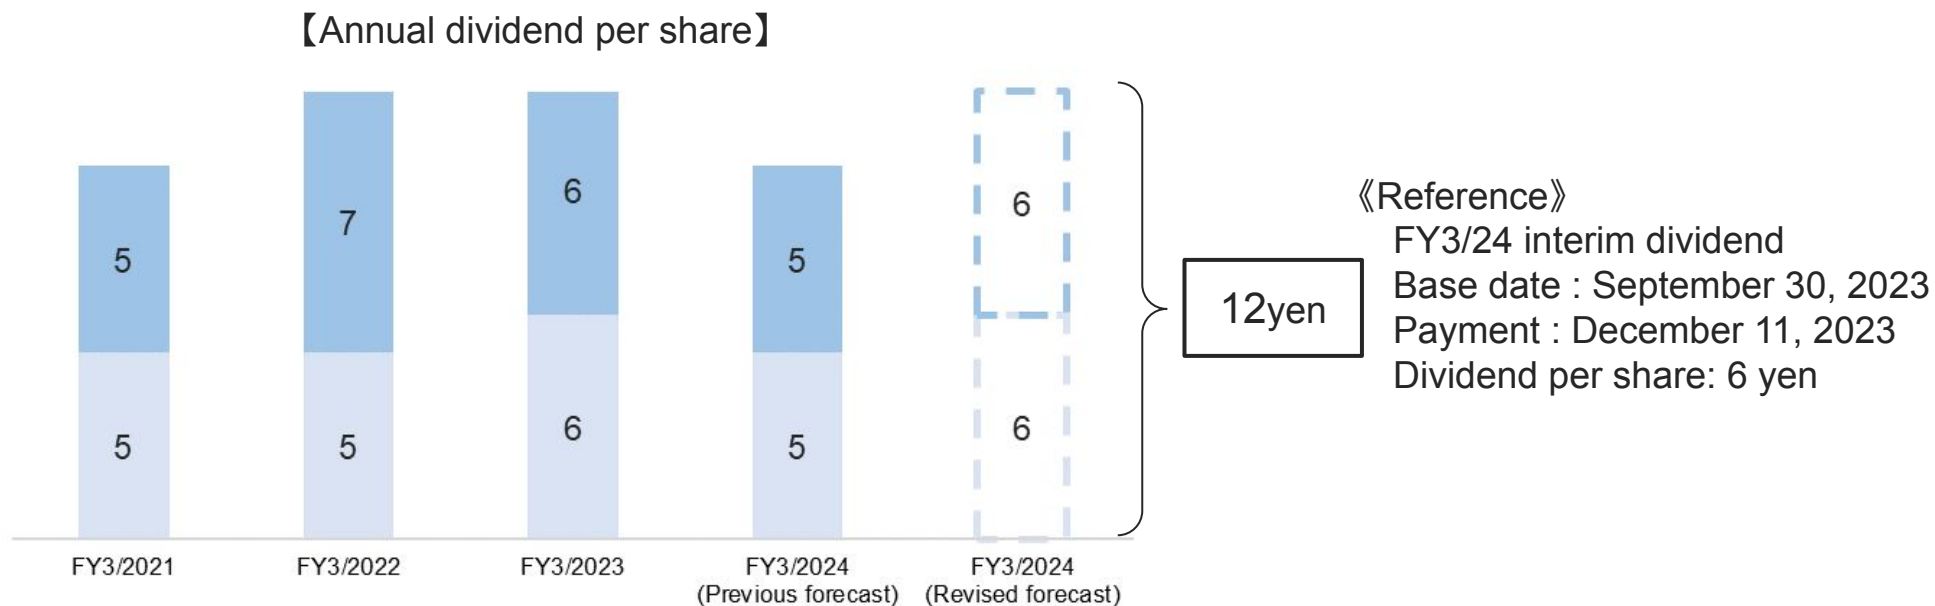 【Annual dividend per share】
5
7
6
5
6
5
5
6
5
6
12yen
FY3/2021
FY3/2022
FY3/2023
FY3/2024
(Previous forecast)
FY3/2024
(Revised forecast)
《Reference》
FY3/24 interim dividend
Base date : September 30, 2023
Payment : December 11, 2023
Dividend per share: 6 yen